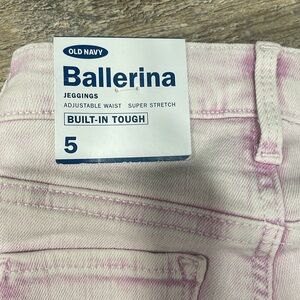 OLD NAVY
Ballerina
JEGGINGS
ADJUSTABLE WAIST SUPER STRETCH
BUILT-IN TOUGH
5